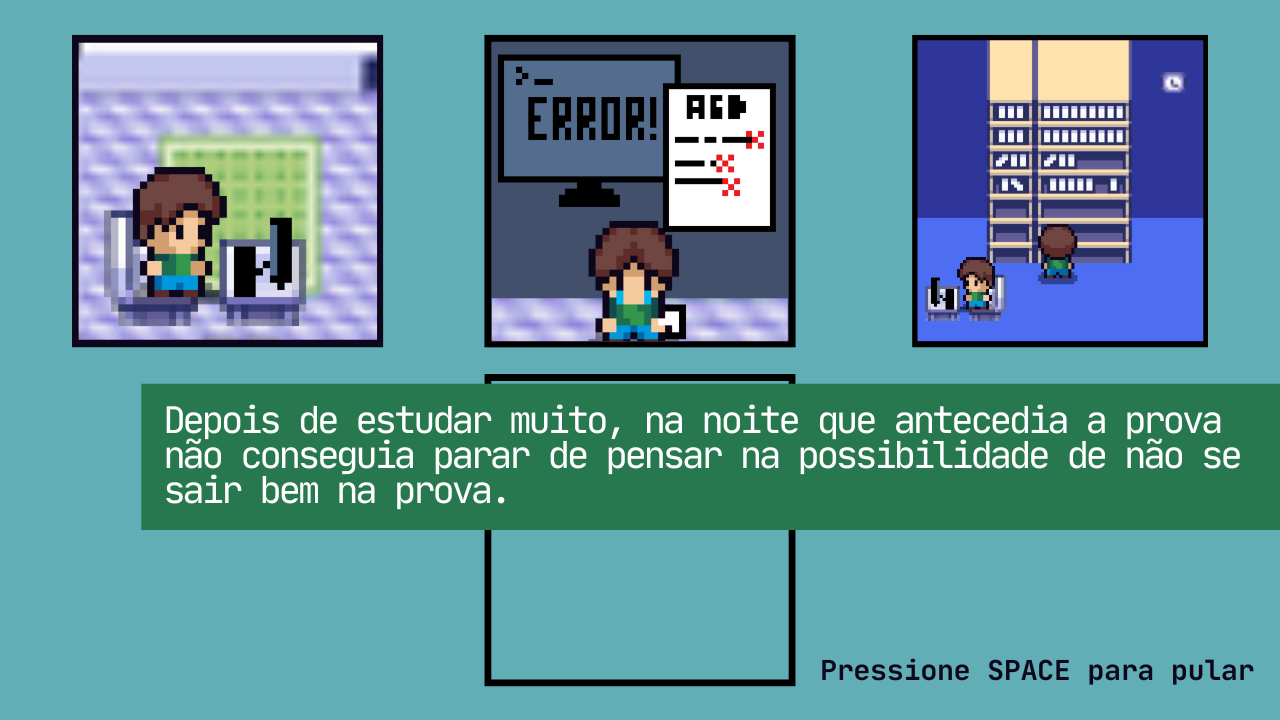 >_
ERROR!
AED
Depois de estudar muito, na noite que antecedia a prova
não conseguia parar de pensar na possibilidade de não se
sair bem na prova.
Pressione SPACE para pular